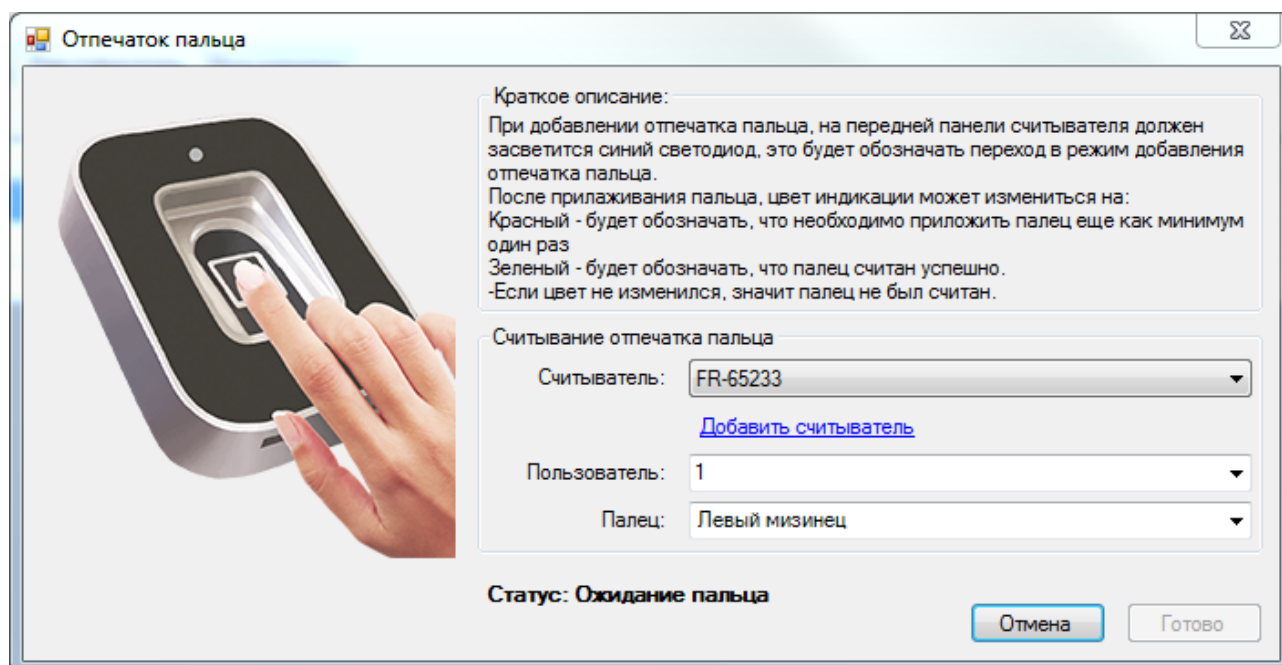 Отпечаток пальца
Краткое описание:
При добавлении отпечатка пальца, на передней панели считывателя должен
засветится синий светодиод, это будет обозначать переход в режим добавления
отпечатка пальца.
После прилаживания пальца, цвет индикации может измениться на:
Красный - будет обозначать, что необходимо приложить палец еще как минимум
один раз
Зеленый - будет обозначать, что палец считан успешно.
-Если цвет не изменился, значит палец не был считан.
Считывание отпечатка пальца
Считыватель: FR-65233
Добавить считыватель
Пользователь: 1
Палец: Левый мизинец
Статус: Ожидание пальца
Отмена Готово